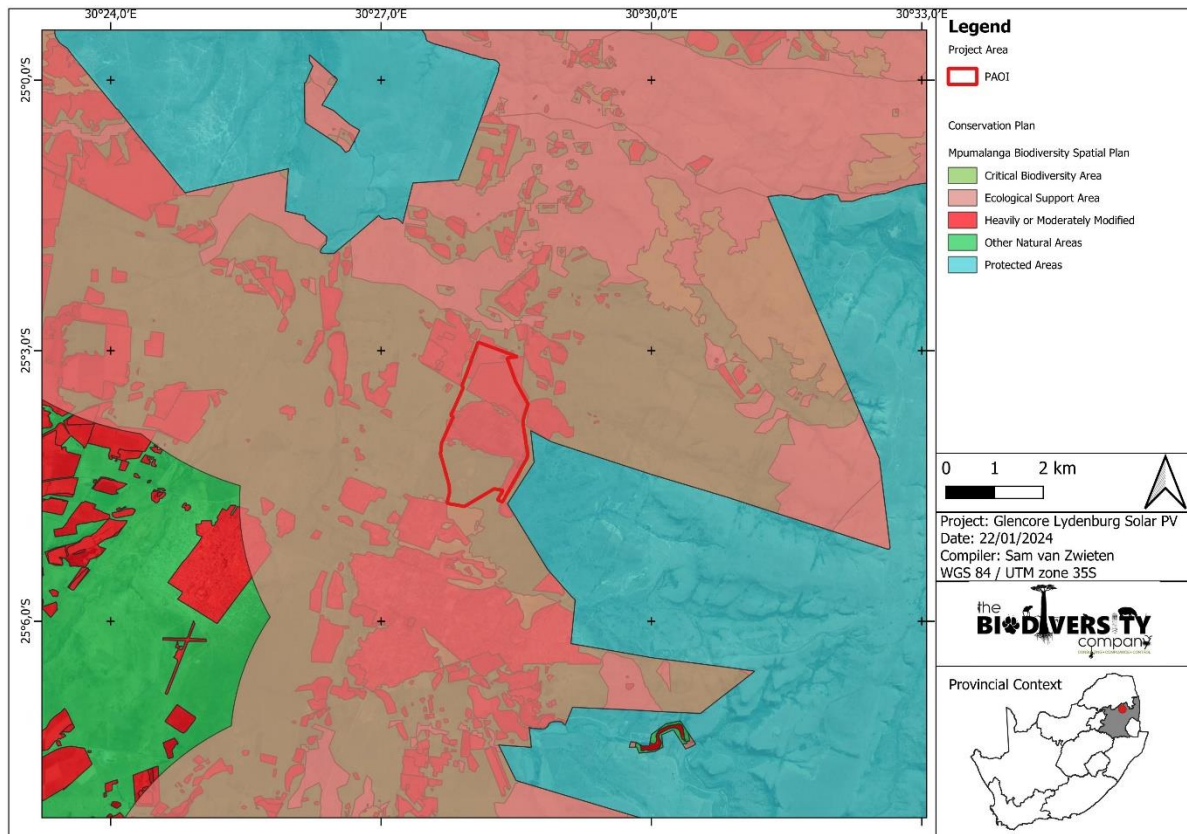 30°24,0'E
30°27,0'E
30°30,0'E
30°33,0'E
25°0,0'S
25°3,0'S
25°6,0'S
Legend
Project Area
PAOI
Conservation Plan
Mpumalanga Biodiversity Spatial Plan
Critical Biodiversity Area
Ecological Support Area
Heavily or Moderately Modified
Other Natural Areas
Protected Areas
0 1 2 km
Project: Glencore Lydenburg Solar PV
Date: 22/01/2024
Compiler: Sam van Zwieten
WGS 84 / UTM zone 35S
the
BIODIVERSITY
company
Provincial Context